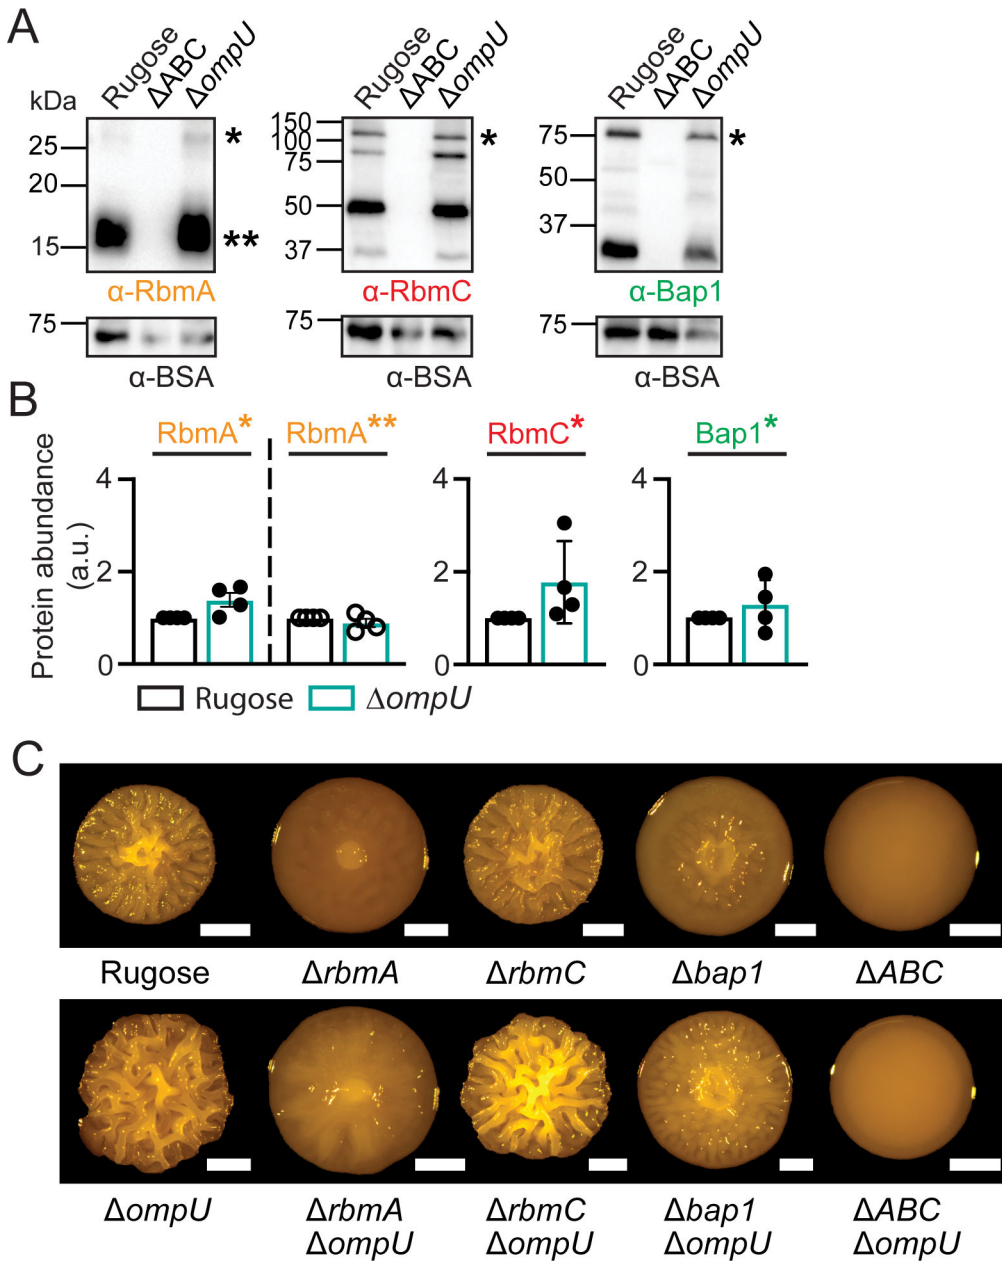 A
Rugose ΔABC ΔompU
kDa
25
20
15
*
**
α-RbmA
75
α-BSA
Rugose ΔABC ΔompU
150
100
75
50
37
*
α-RbmC
75
α-BSA
Rugose ΔABC ΔompU
75
50
37
*
α-Bap1
75
α-BSA
B
RbmA* RbmA** RbmC* Bap1*
Protein abundance
(a.u.)
4
2
0
4
2
0
4
2
0
Rugose ΔompU
C
Rugose ΔrbmA ΔrbmC Δbap1 ΔABC
ΔompU ΔrbmA ΔrbmC Δbap1 ΔABC
ΔompU ΔompU ΔompU ΔompU